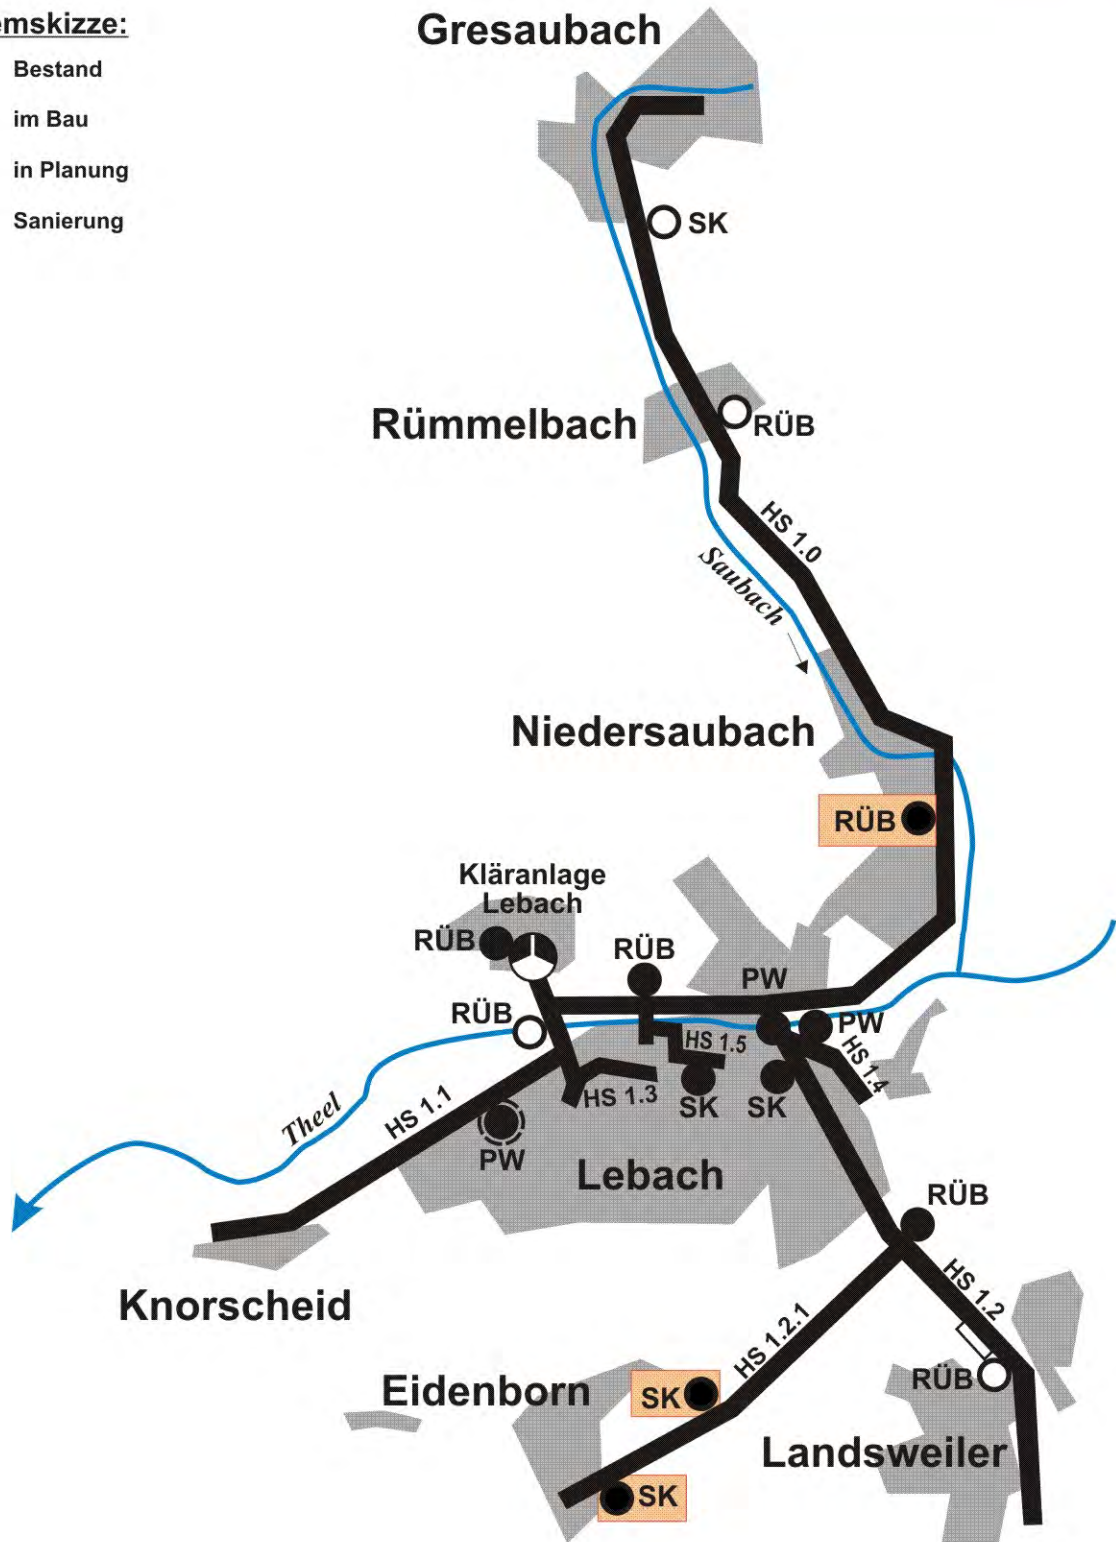 emskizze:
Bestand
im Bau
in Planung
Sanierung
Gresaubach
SK
Rümmelbach
RÜB
HS 1.0
Saubach
Niedersaubach
RÜB
Kläranlage
Lebach
RÜB
RÜB
PW
RÜB
PW
HS 1.5
HS 1.4
HS 1.3
SK
SK
HS 1.1
Theel
PW
Lebach
RÜB
Knorscheid
HS 1.2
HS 1.2.1
Eidenborn
SK
RÜB
Landsweiler
SK